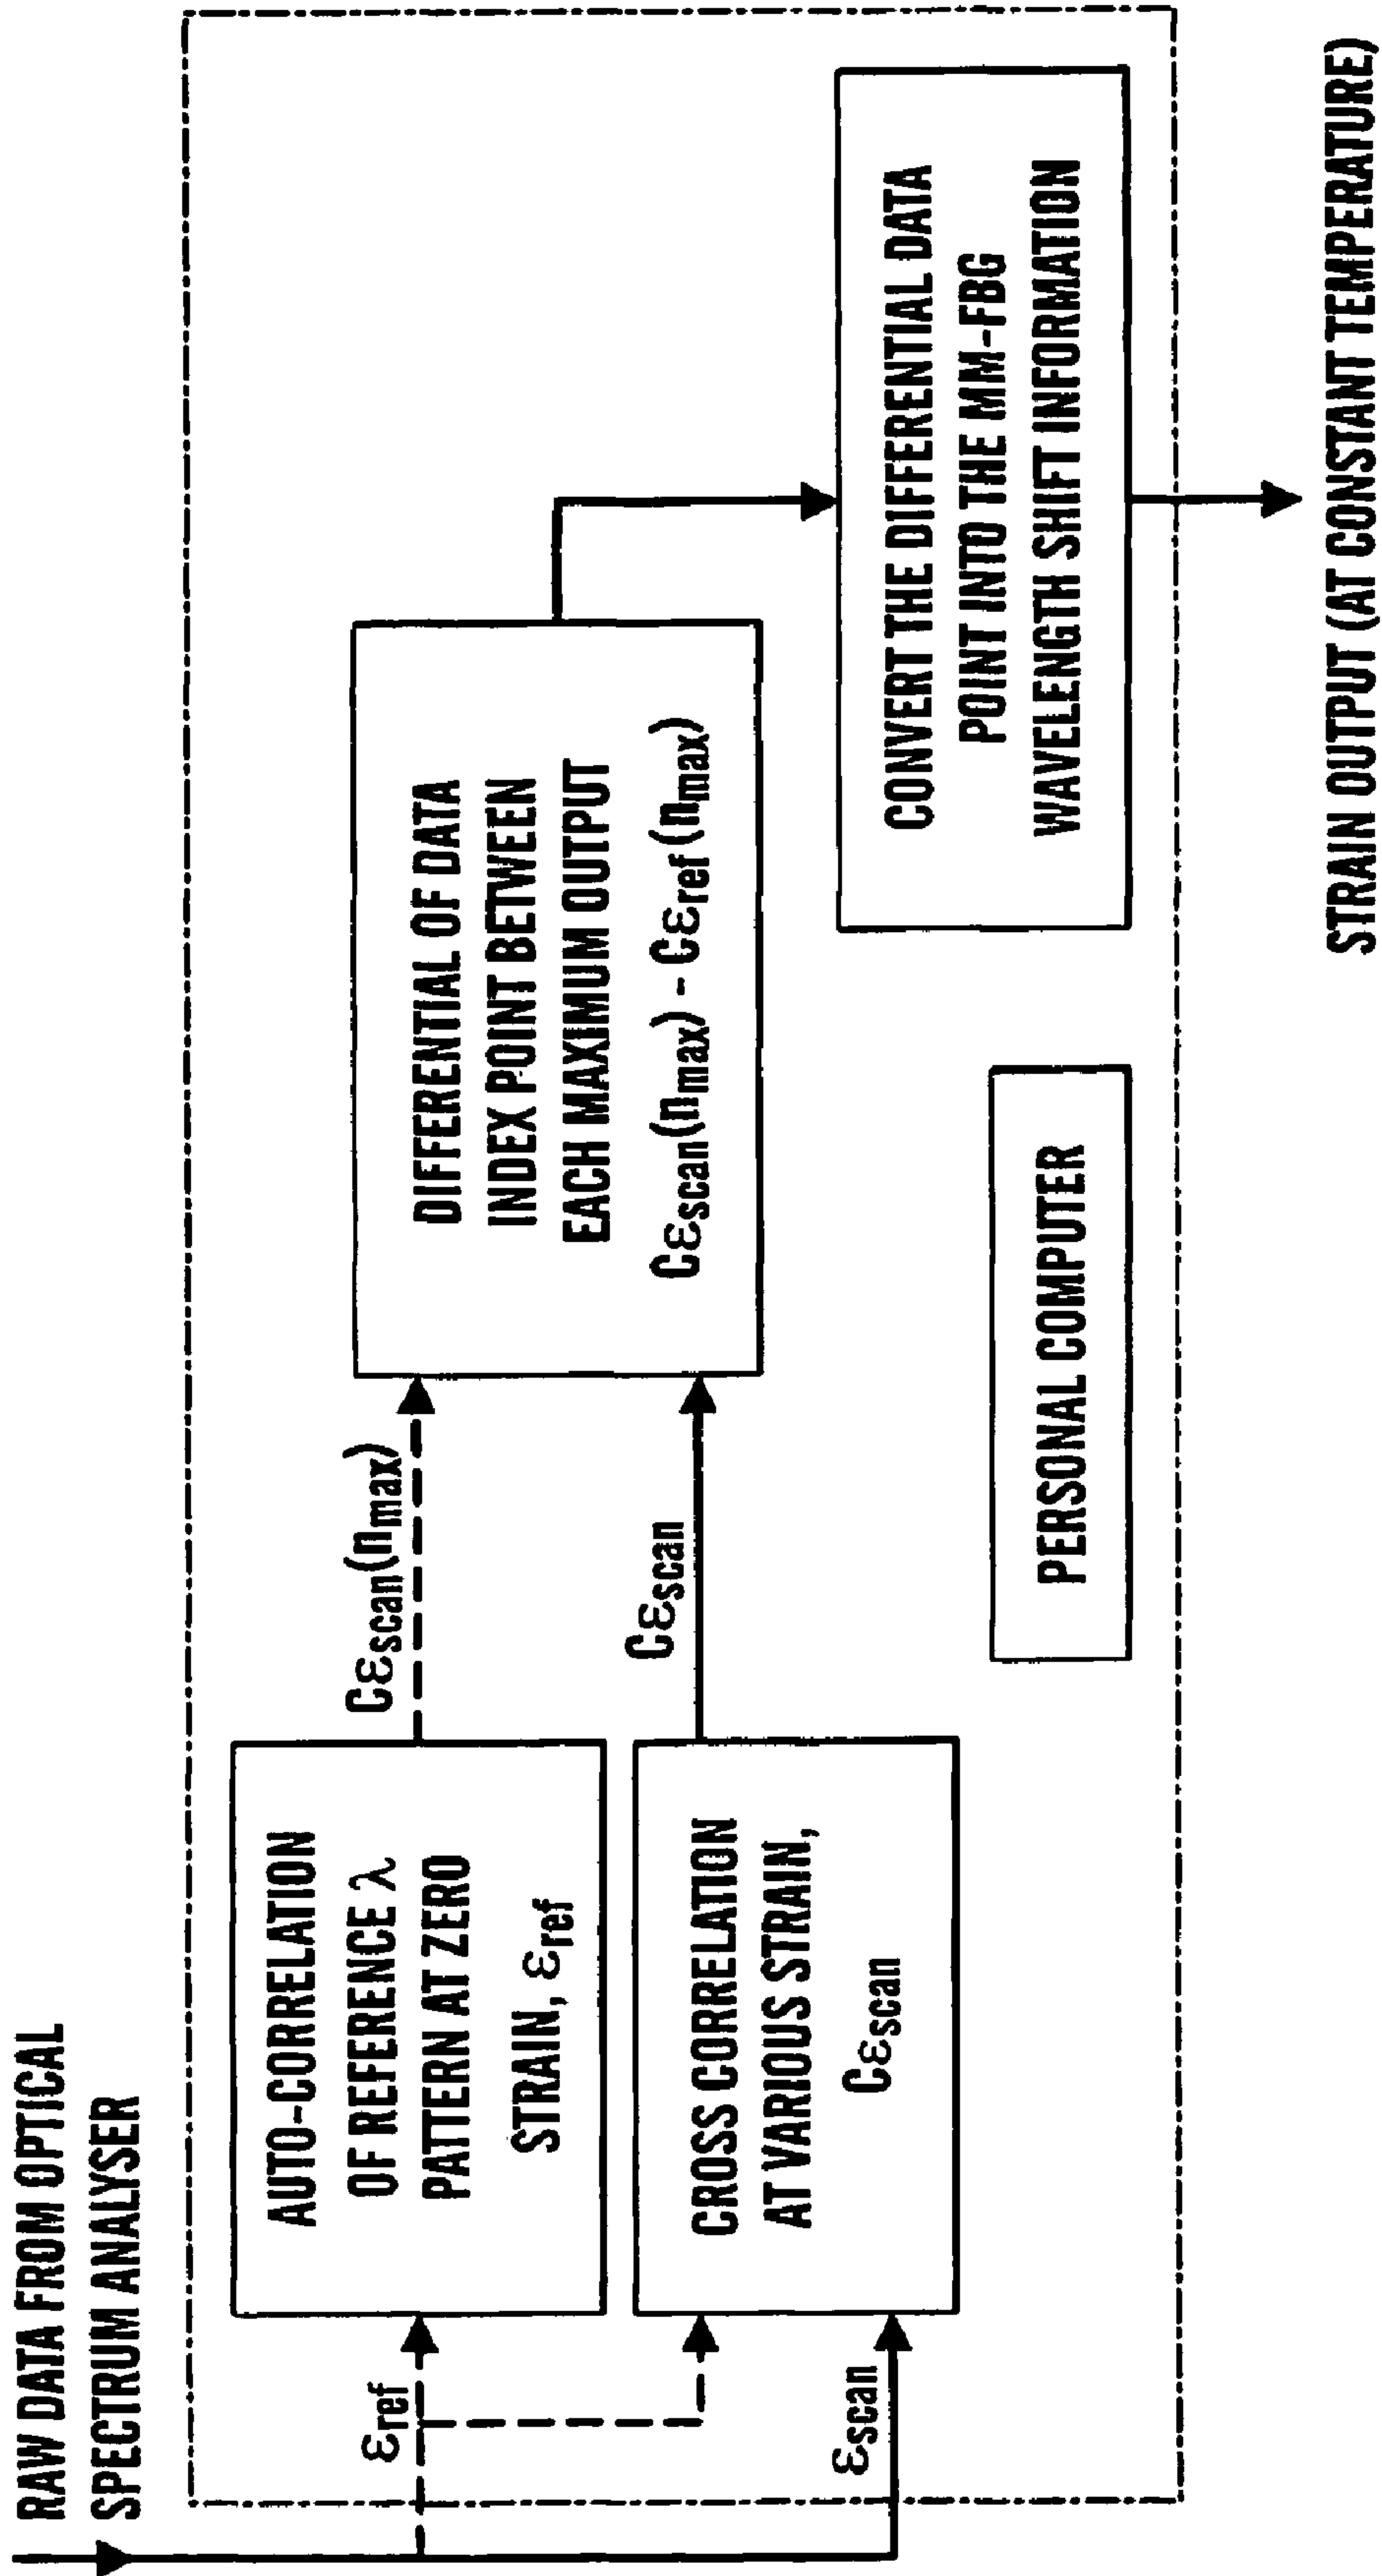 RAW DATA FROM OPTICAL
SPECTRUM ANALYSER
εref
εscan
AUTO-CORRELATION
OF REFERENCE λ
PATTERN AT ZERO
STRAIN, εref
CROSS CORRELATION
AT VARIOUS STRAIN,
Cεscan
Cεscan(nmax)
Cεscan
DIFFERENTIAL OF DATA
INDEX POINT BETWEEN
EACH MAXIMUM OUTPUT
Cεscan(nmax) - Cεref(nmax)
CONVERT THE DIFFERENTIAL DATA
POINT INTO THE MM-FBG
WAVELENGTH SHIFT INFORMATION
PERSONAL COMPUTER
STRAIN OUTPUT (AT CONSTANT TEMPERATURE)